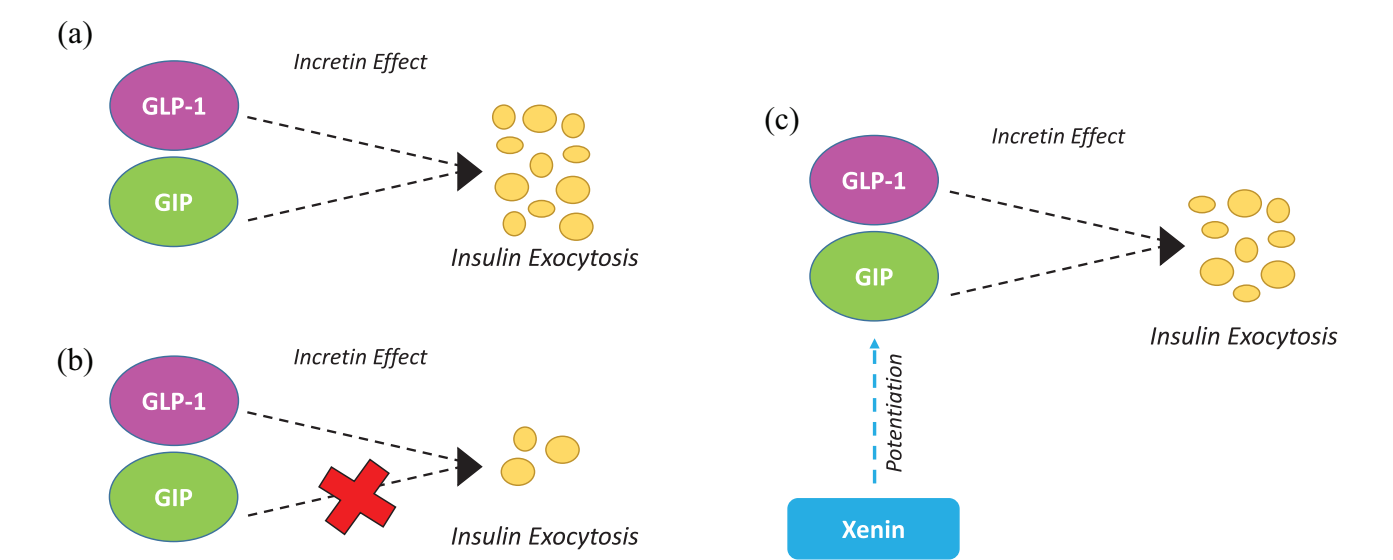 (a)
Incretin Effect
GLP-1
GIP
Insulin Exocytosis
(b)
Incretin Effect
GLP-1
GIP
Insulin Exocytosis
(c)
Incretin Effect
GLP-1
GIP
Insulin Exocytosis
Potentiation
Xenin